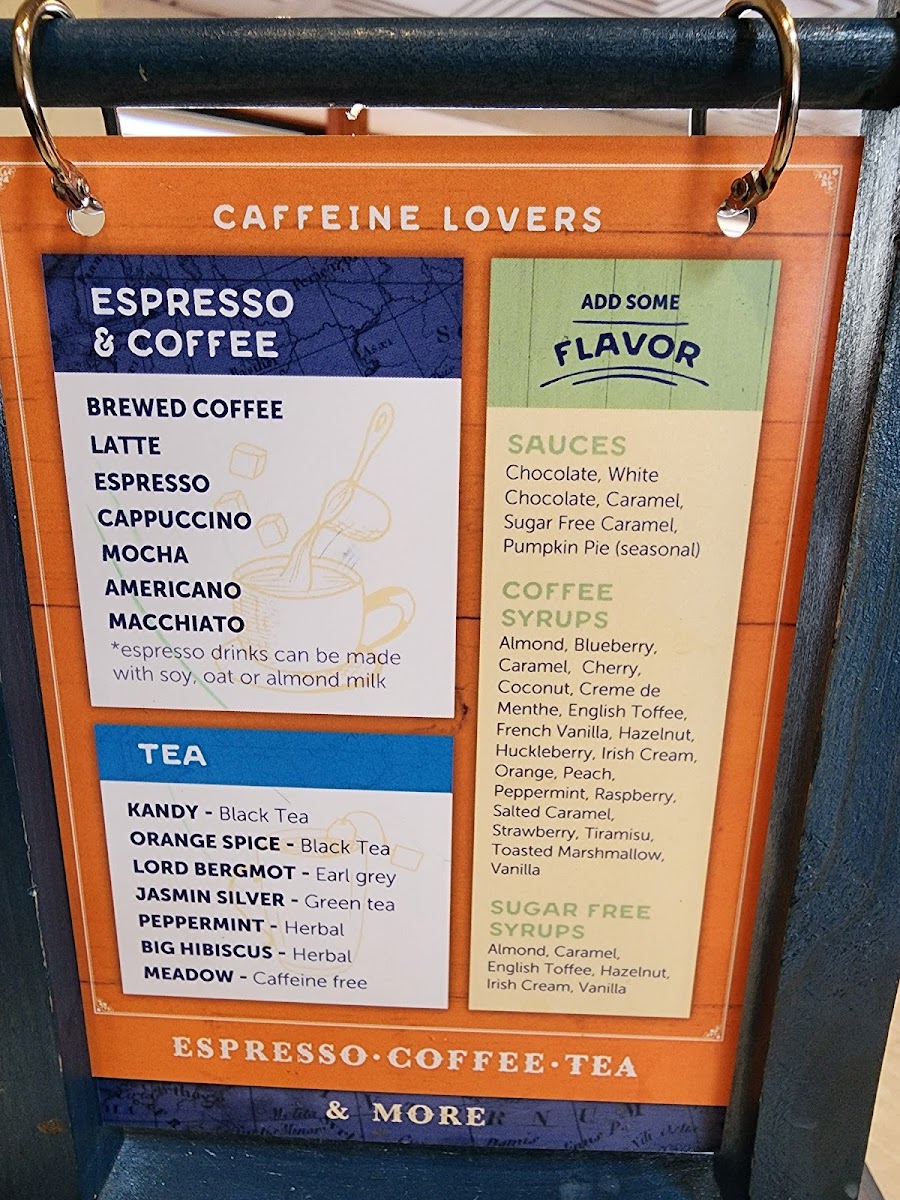 CAFFEINE LOVERS
ESPRESSO
& COFFEE
BREWED COFFEE
LATTE
ESPRESSO
CAPPUCCINO
MOCHA
AMERICANO
MACCHIATO
*espresso drinks can be made
with soy, oat or almond milk
TEA
KANDY - Black Tea
ORANGE SPICE - Black Tea
LORD BERGMOT - Earl grey
JASMIN SILVER - Green tea
PEPPERMINT - Herbal
BIG HIBISCUS - Herbal
MEADOW - Caffeine free
ADD SOME
FLAVOR
SAUCES
Chocolate, White
Chocolate, Caramel,
Sugar Free Caramel,
Pumpkin Pie (seasonal)
COFFEE
SYRUPS
Almond, Blueberry,
Caramel, Cherry,
Coconut, Creme de
Menthe, English Toffee,
French Vanilla, Hazelnut,
Huckleberry, Irish Cream,
Orange, Peach,
Peppermint, Raspberry,
Salted Caramel,
Strawberry, Tiramisu,
Toasted Marshmallow,
Vanilla
SUGAR FREE
SYRUPS
Almond, Caramel,
English Toffee, Hazelnut,
Irish Cream, Vanilla
ESPRESSO·COFFEE·TEA
& MORE